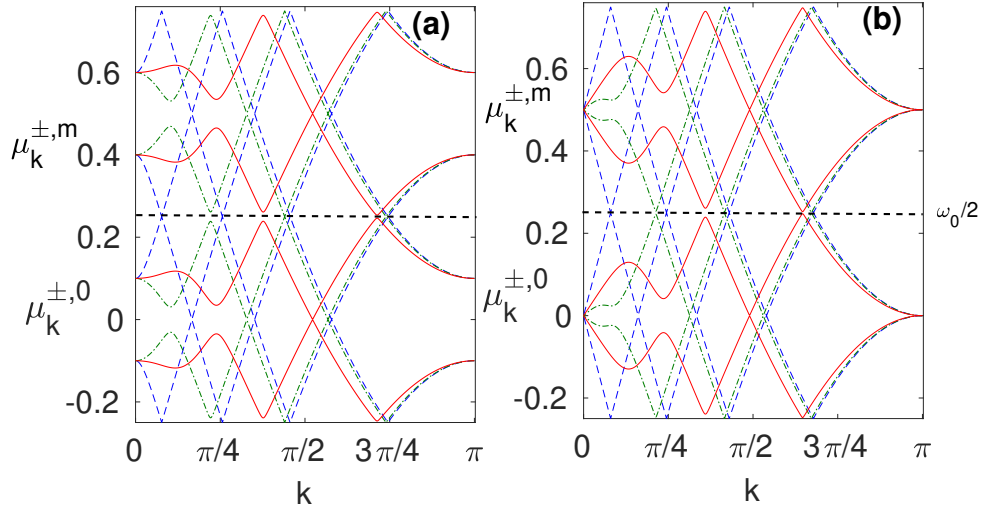 (a)
0.6
μ_k^{±,m}
0.4
0.2
μ_k^{±,0}
0
-0.2
0
π/4
π/2
3π/4
π
k
(b)
0.6
μ_k^{±,m}
0.4
0.2
μ_k^{±,0}
0
-0.2
0
π/4
π/2
3π/4
π
k
ω₀/2